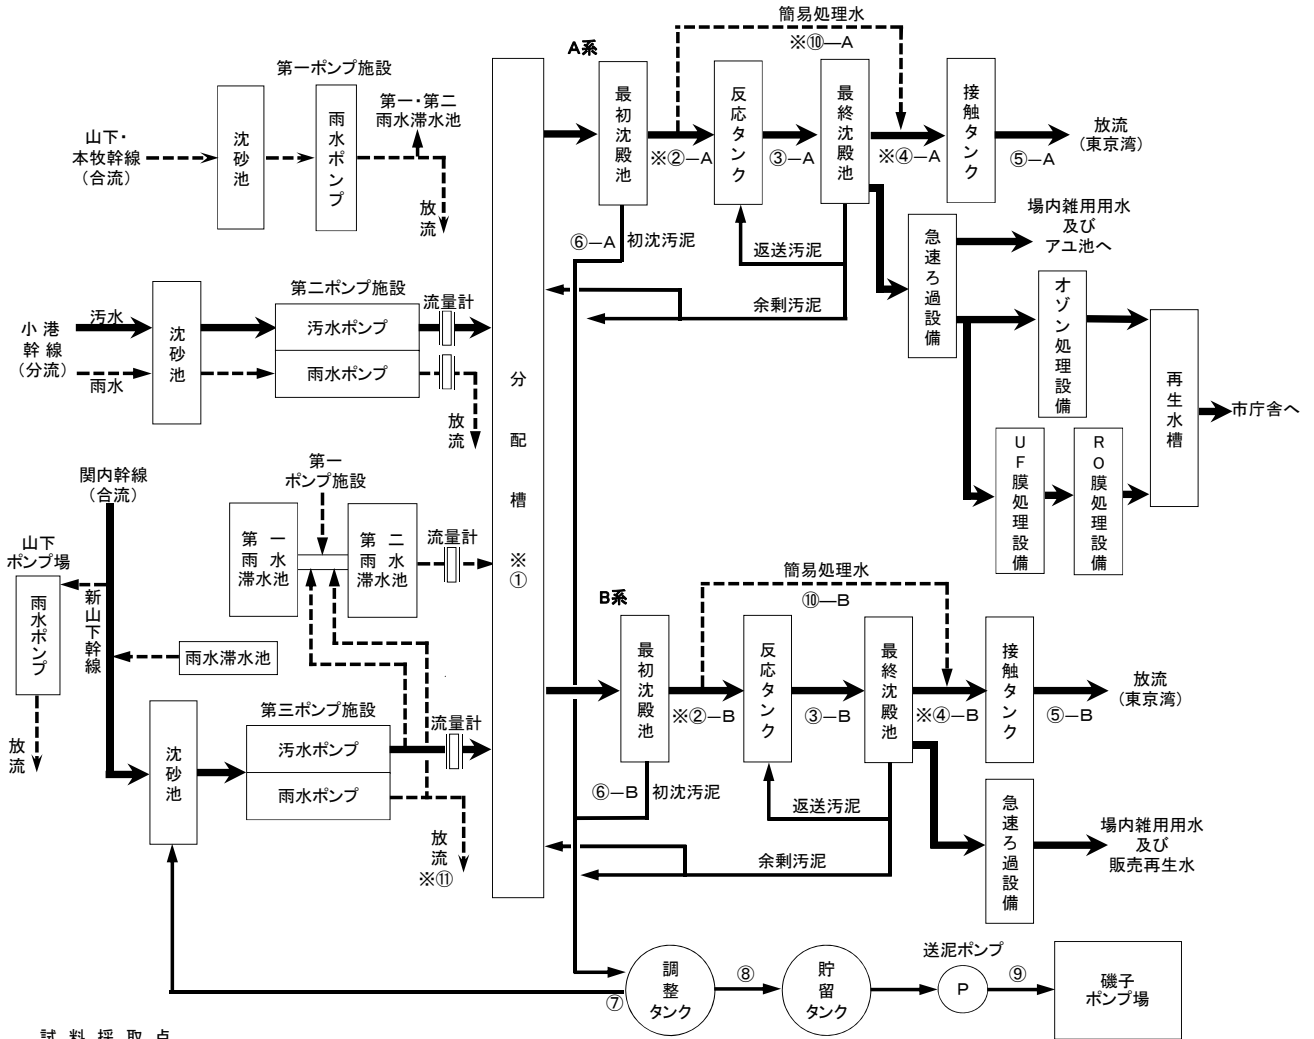 簡易処理水
※⑩―A
A系
第一ポンプ施設
第一・第二
雨水滞水池
山下・
本牧幹線
(合流)
沈砂池
雨水ポンプ
放流
最初沈殿池
※②―A
反応タンク
③―A
最終沈殿池
※④―A
接触タンク
⑤―A
放流
(東京湾)
⑥―A
初沈汚泥
返送汚泥
余剰汚泥
急速ろ過設備
場内雑用用水
及び
アユ池へ
オゾン処理設備
UF膜処理設備
RO膜処理設備
再生水槽
市庁舎へ
小港
幹線
(分流)
汚水
雨水
沈砂池
第二ポンプ施設
汚水ポンプ
雨水ポンプ
流量計
放流
分配槽
※①
関内幹線
(合流)
山下
ポンプ場
雨水ポンプ
放流
新山下幹線
雨水滞水池
第一
ポンプ施設
第一
雨水
滞水池
第二
雨水
滞水池
流量計
沈砂池
第三ポンプ施設
汚水ポンプ
雨水ポンプ
流量計
放流
※⑪
簡易処理水
⑩―B
B系
最初沈殿池
※②―B
反応タンク
③―B
最終沈殿池
※④―B
接触タンク
⑤―B
放流
(東京湾)
⑥―B
初沈汚泥
返送汚泥
余剰汚泥
急速ろ過設備
場内雑用用水
及び
販売再生水
⑦
調整
タンク
⑧
貯留
タンク
送泥ポンプ
P
⑨
磯子
ポンプ場
試料採取点